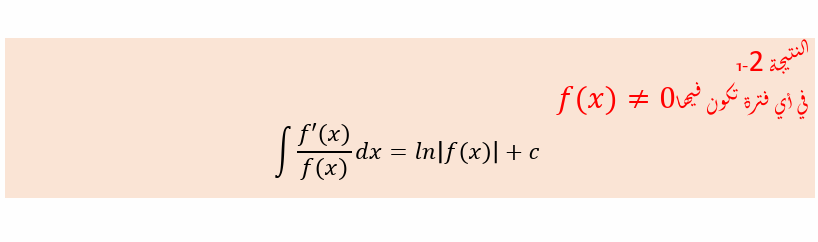 النتيجة 2-1
في أي فترة تكون فيها f(x) ≠ 0
∫ f′(x)/f(x) dx = ln|f(x)| + c